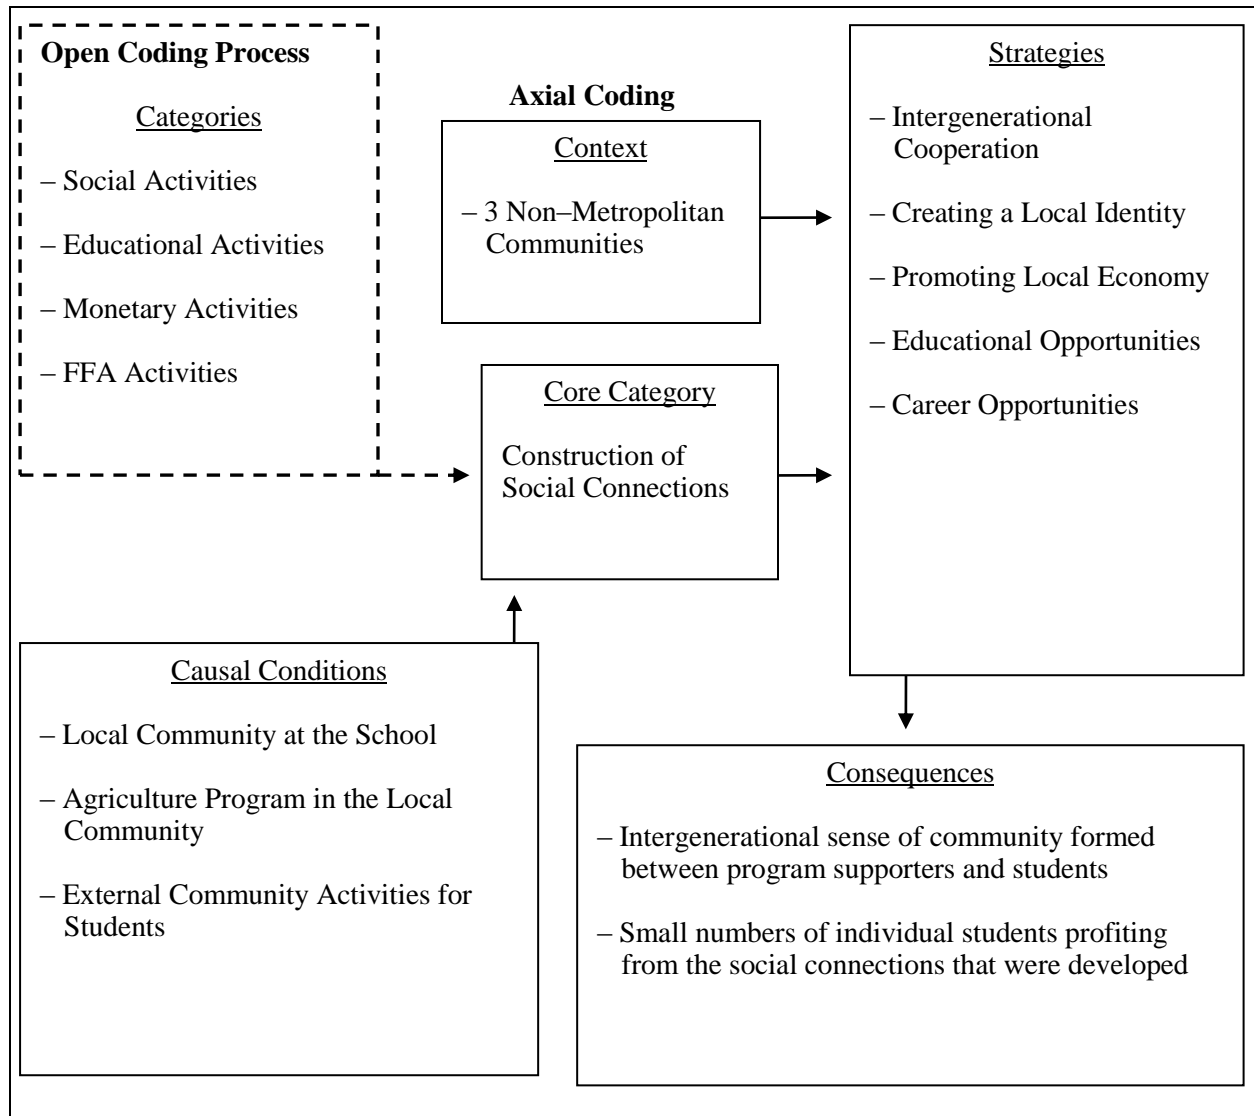 Open Coding Process
Categories
– Social Activities
– Educational Activities
– Monetary Activities
– FFA Activities
Axial Coding
Context
– 3 Non–Metropolitan
Communities
Core Category
Construction of
Social Connections
Strategies
– Intergenerational
Cooperation
– Creating a Local Identity
– Promoting Local Economy
– Educational Opportunities
– Career Opportunities
Causal Conditions
– Local Community at the School
– Agriculture Program in the Local
Community
– External Community Activities for
Students
Consequences
– Intergenerational sense of community formed
between program supporters and students
– Small numbers of individual students profiting
from the social connections that were developed